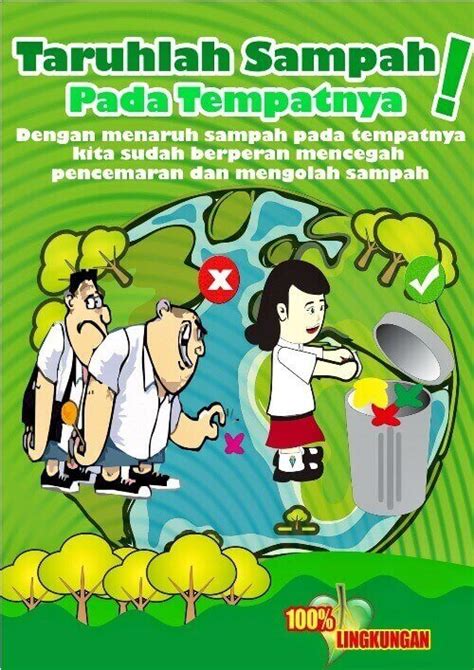 Taruhlah Sampah !
Pada Tempatnya
Dengan menaruh sampah pada tempatnya
kita sudah berperan mencegah
pencemaran dan mengolah sampah
X
100%
LINGKUNGAN